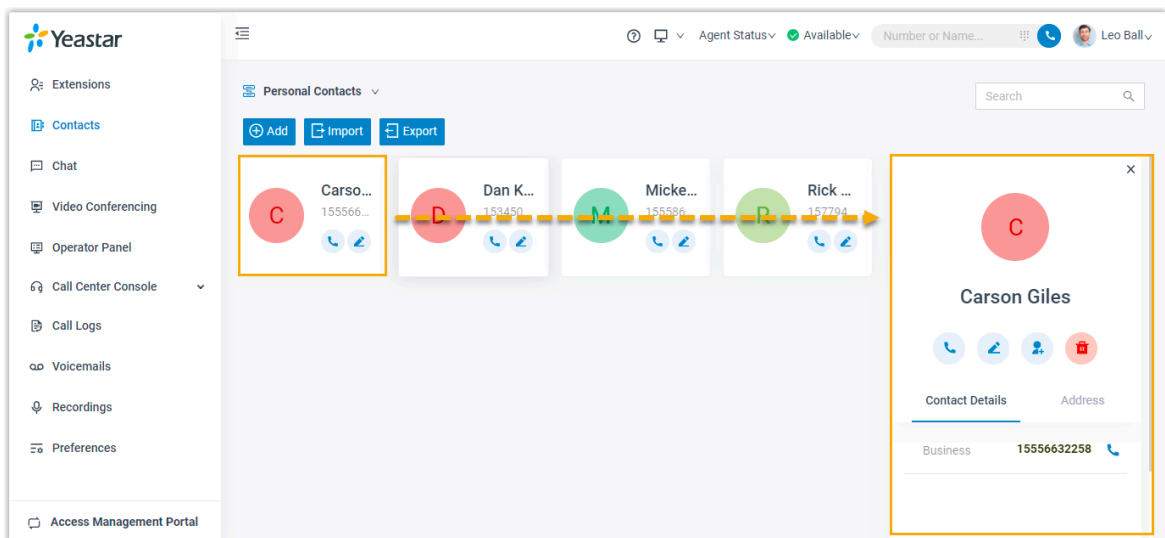 Yeastar
Agent Status
Available
Number or Name...
Leo Ball
Extensions
Contacts
Chat
Video Conferencing
Operator Panel
Call Center Console
Call Logs
Voicemails
Recordings
Preferences
Access Management Portal
Personal Contacts
Search
Add
Import
Export
C
Carso...
155566...
D
Dan K...
153450
M
Micke...
155586
R
Rick ...
157794
C
Carson Giles
Contact Details
Address
Business
15556632258